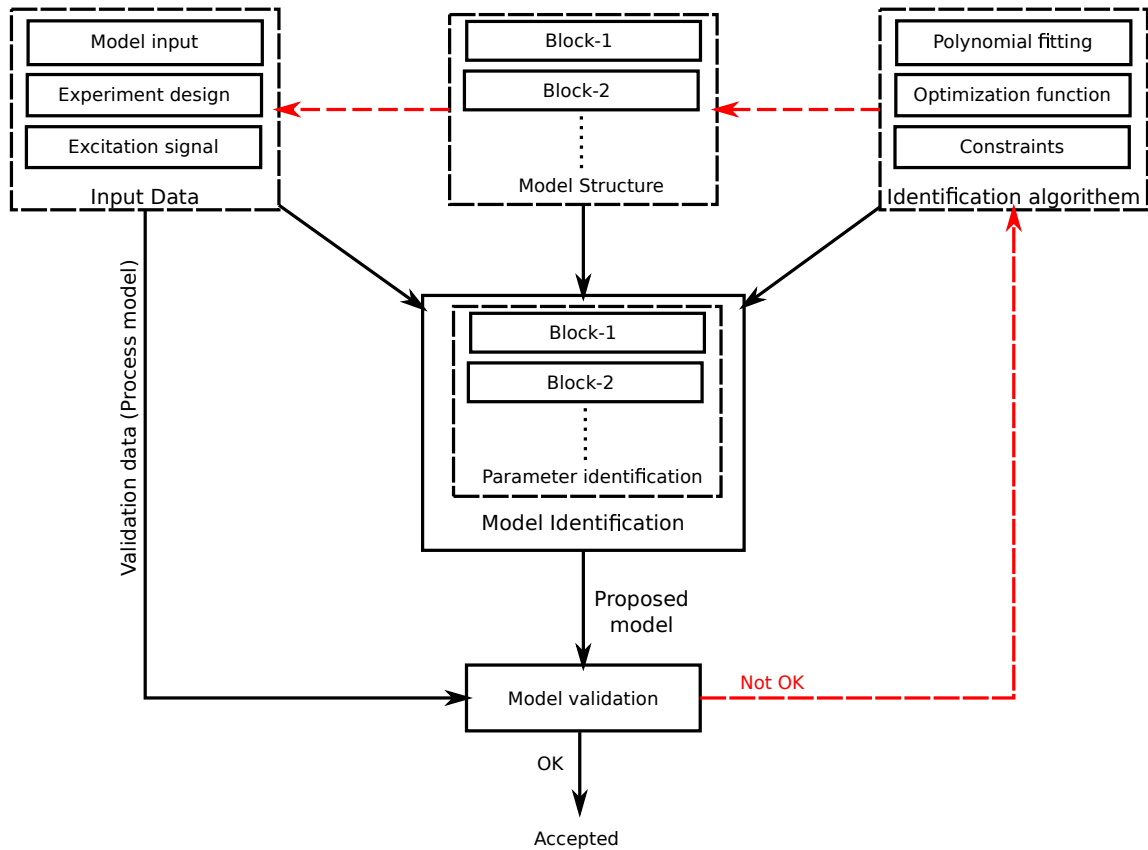 Model input
Experiment design
Excitation signal
Input Data
Block-1
Block-2
Model Structure
Polynomial fitting
Optimization function
Constraints
Identification algorithem
Validation data (Process model)
Block-1
Block-2
Parameter identification
Model Identification
Proposed
model
Model validation
Not OK
OK
Accepted